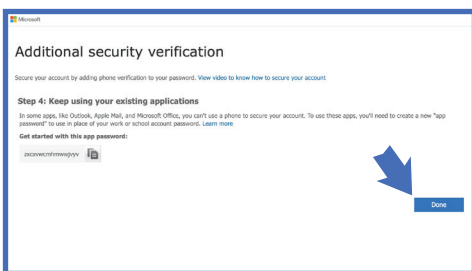 Microsoft
Additional security verification
Secure your account by adding phone verification to your password. View video to know how to secure your account
Step 4: Keep using your existing applications
In some apps, like Outlook, Apple Mail, and Microsoft Office, you can't use a phone to secure your account. To use these apps, you'll need to create a new "app
password" to use in place of your work or school account password. Learn more
Get started with this app password:
Done